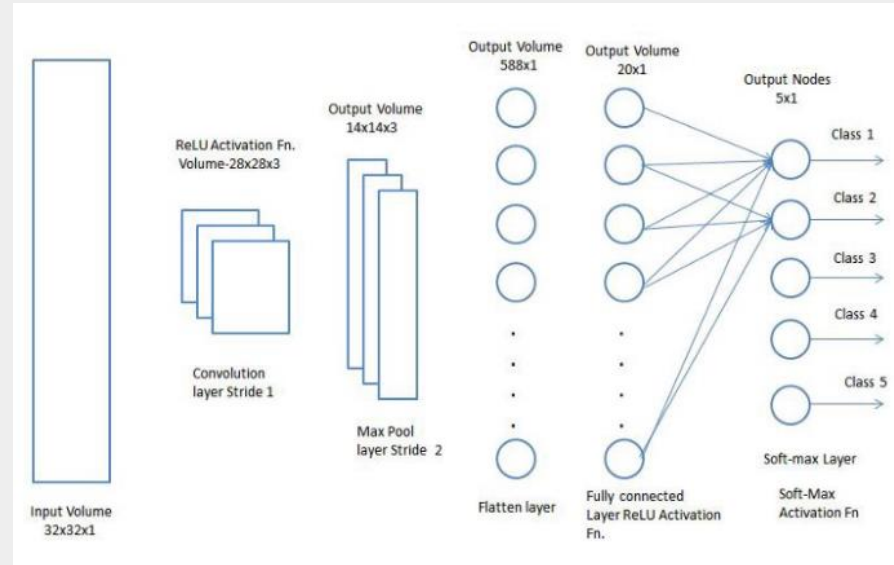 Input Volume
32x32x1
ReLU Activation Fn.
Volume-28x28x3
Convolution
layer Stride 1
Output Volume
14x14x3
Max Pool
layer Stride 2
Output Volume
588x1
Flatten layer
Output Volume
20x1
Fully connected
Layer ReLU Activation
Fn.
Output Nodes
5x1
Class 1
Class 2
Class 3
Class 4
Class 5
Soft-max Layer
Soft-Max
Activation Fn